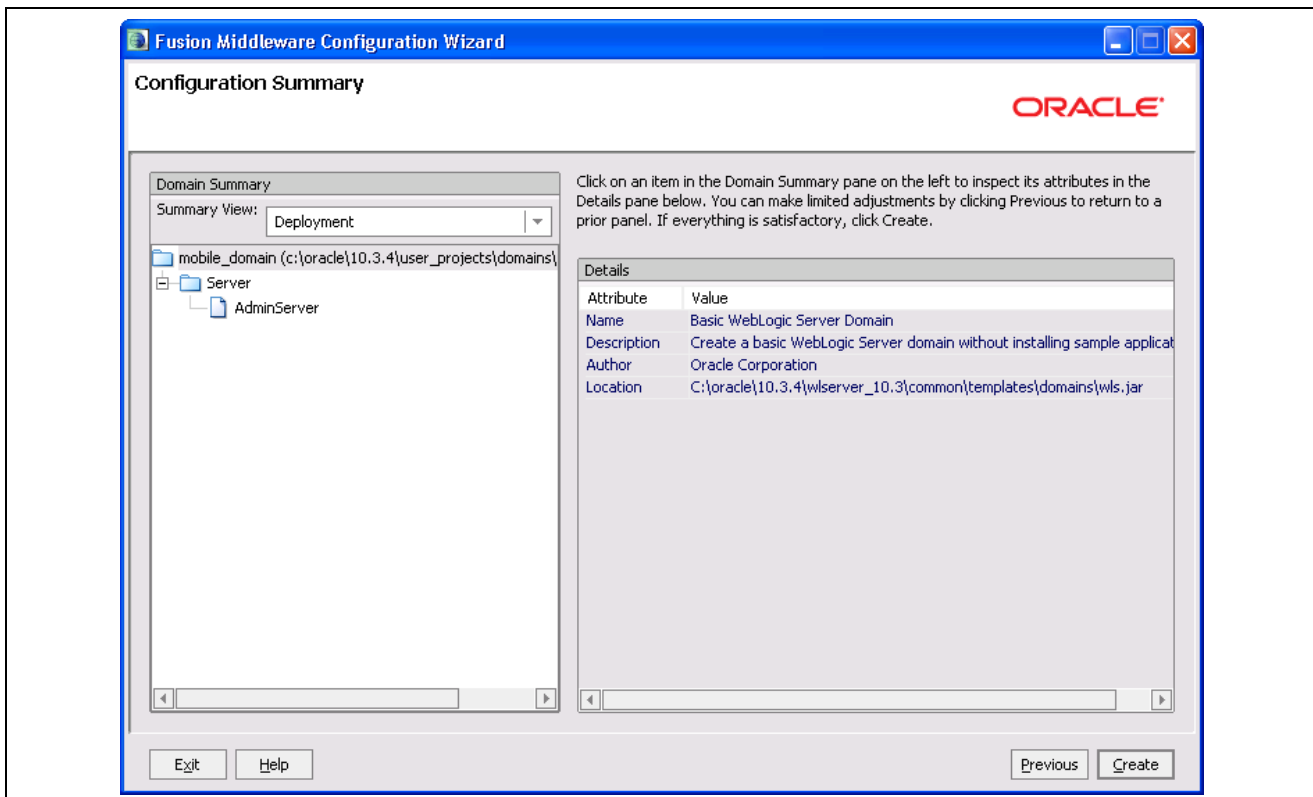 Fusion Middleware Configuration Wizard
Configuration Summary
ORACLE
Domain Summary
Summary View:
Deployment
mobile_domain (c:\oracle\10.3.4\user_projects\domains\
Server
AdminServer
Click on an item in the Domain Summary pane on the left to inspect its attributes in the
Details pane below. You can make limited adjustments by clicking Previous to return to a
prior panel. If everything is satisfactory, click Create.
Details
Attribute Value
Name Basic WebLogic Server Domain
Description Create a basic WebLogic Server domain without installing sample applicat
Author Oracle Corporation
Location C:\oracle\10.3.4\wlserver_10.3\common\templates\domains\wls.jar
Exit Help Previous Create